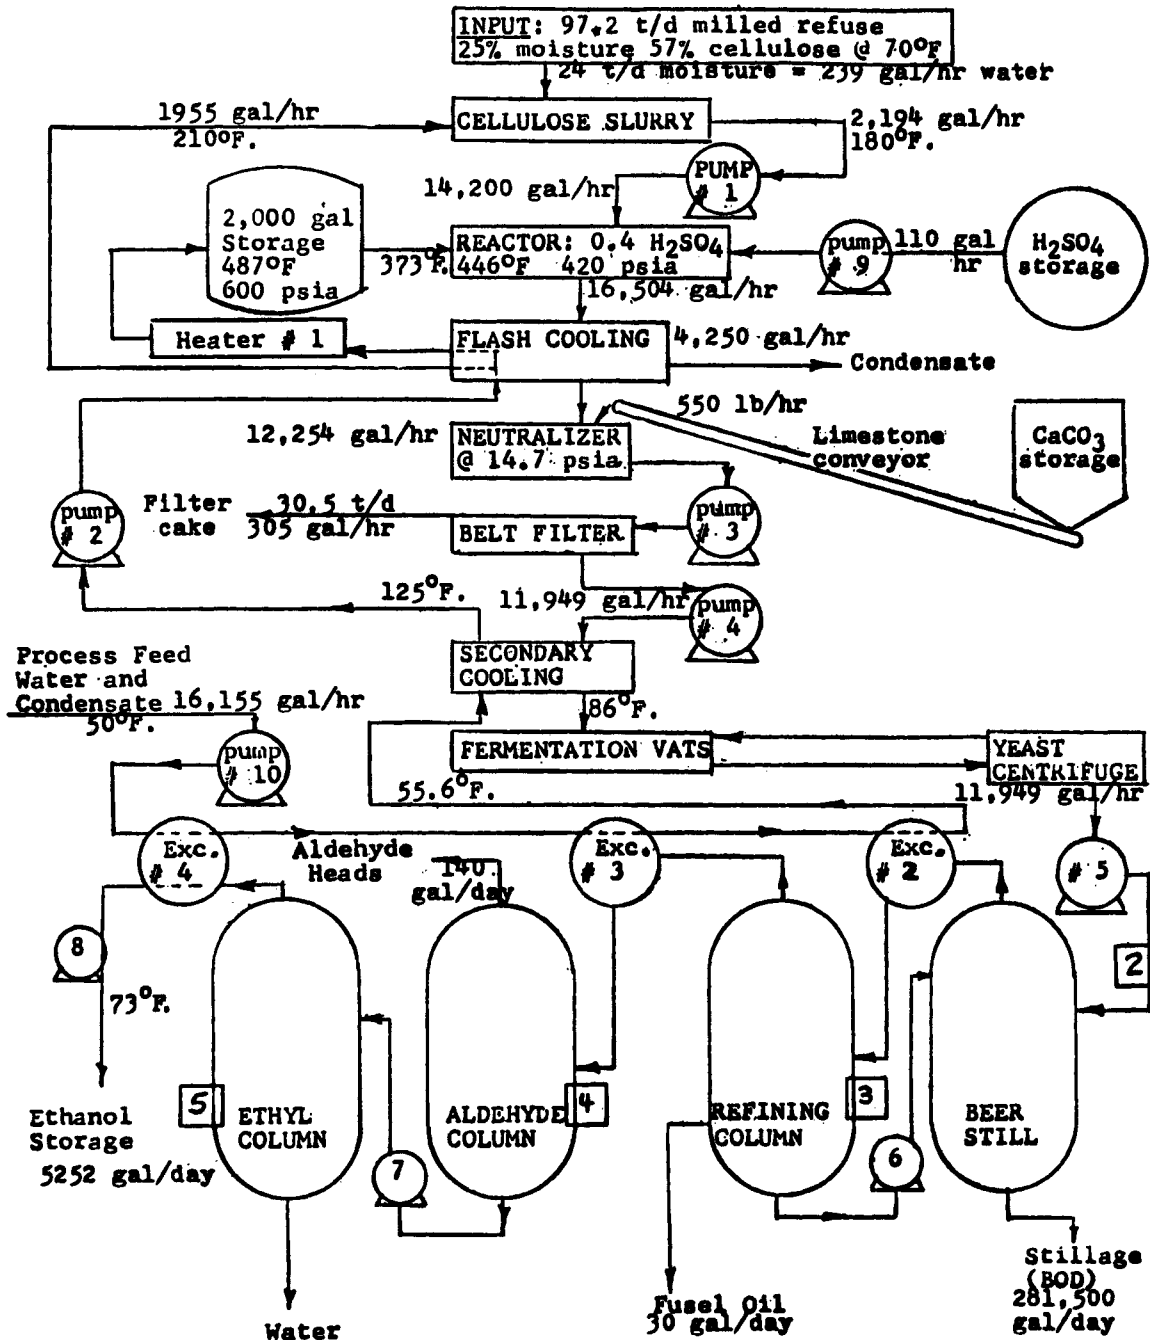 INPUT: 97.2 t/d milled refuse
25% moisture 57% cellulose @ 70°F
24 t/d moisture = 239 gal/hr water
1955 gal/hr
210°F.
CELLULOSE SLURRY
2,194 gal/hr
180°F.
PUMP
# 1
14,200 gal/hr
2,000 gal
Storage
487°F
600 psia
373°F.
REACTOR: 0.4 H2SO4
446°F 420 psia
pump
# 9
110 gal
hr
H2SO4
storage
16,504 gal/hr
Heater # 1
FLASH COOLING
4,250 gal/hr
Condensate
550 lb/hr
12,254 gal/hr
NEUTRALIZER
@ 14.7 psia
Limestone
conveyor
CaCO3
storage
pump
# 2
Filter
cake
30.5 t/d
305 gal/hr
BELT FILTER
pump
# 3
125°F.
11,949 gal/hr
pump
# 4
SECONDARY
COOLING
Process Feed
Water and
Condensate 16,155 gal/hr
50°F.
86°F.
pump
# 10
FERMENTATION VATS
YEAST
CENTRIFUGE
55.6°F.
11,949 gal/hr
Exc.
# 4
Aldehyde
Heads
140
gal/day
Exc.
# 3
Exc.
# 2
# 5
8
2
73°F.
Ethanol
Storage
5252 gal/day
5
ETHYL
COLUMN
ALDEHYDE
COLUMN
4
REFINING
COLUMN
3
BEER
STILL
7
6
Water
Fusel Oil
30 gal/day
Stillage
(BOD)
281,500
gal/day